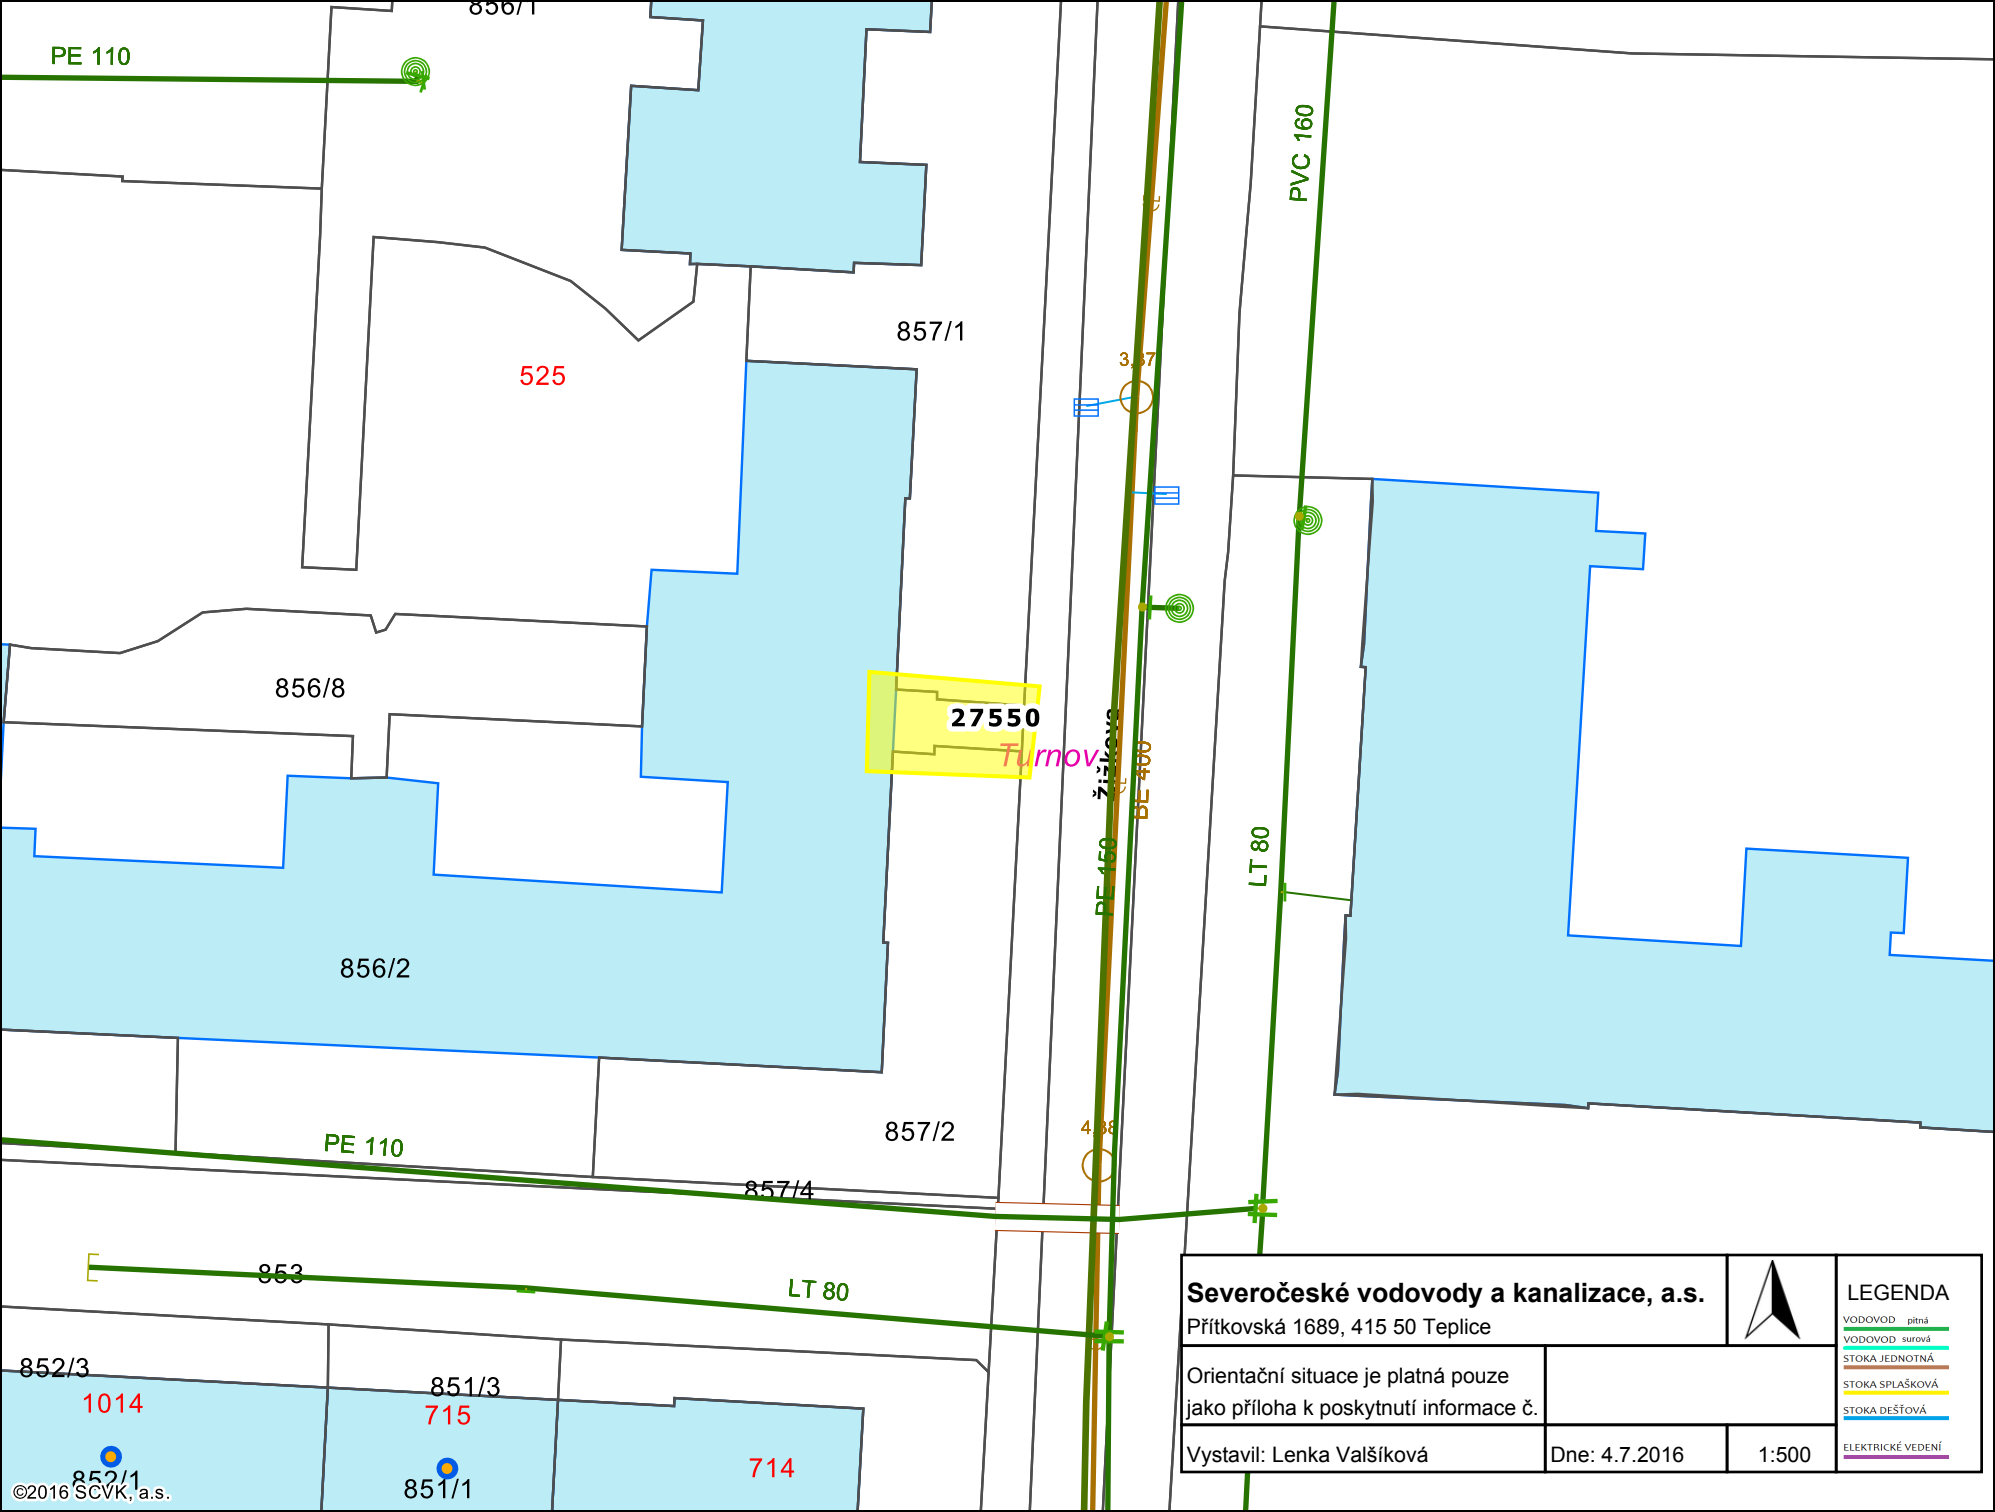 856/1
PE 110
PVC 160
857/1
3,37
525
856/8
27550
Turnov
Žižkova
BE 400
PE 150
LT 80
856/2
4,38
857/2
PE 110
857/4
853
LT 80
852/3
851/3
1014
715
714
852/1
851/1
©2016 SČVK, a.s.
Severočeské vodovody a kanalizace, a.s.
Přítkovská 1689, 415 50 Teplice
Orientační situace je platná pouze
jako příloha k poskytnutí informace č.
Vystavil: Lenka Valšíková
Dne: 4.7.2016
1:500
LEGENDA
VODOVOD pitná
VODOVOD surová
STOKA JEDNOTNÁ
STOKA SPLAŠKOVÁ
STOKA DEŠŤOVÁ
ELEKTRICKÉ VEDENÍ